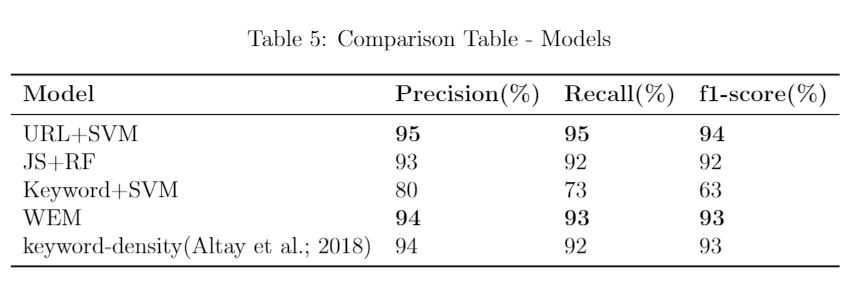 Table 5: Comparison Table - Models
Model Precision(%) Recall(%) f1-score(%)
URL+SVM 95 95 94
JS+RF 93 92 92
Keyword+SVM 80 73 63
WEM 94 93 93
keyword-density(Altay et al.; 2018) 94 92 93